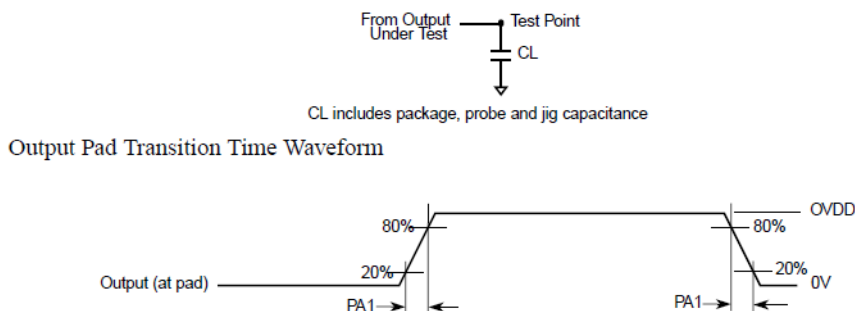 From Output
Under Test
Test Point
CL
CL includes package, probe and jig capacitance
Output Pad Transition Time Waveform
OVDD
80%
80%
20%
20%
0V
Output (at pad)
PA1
PA1